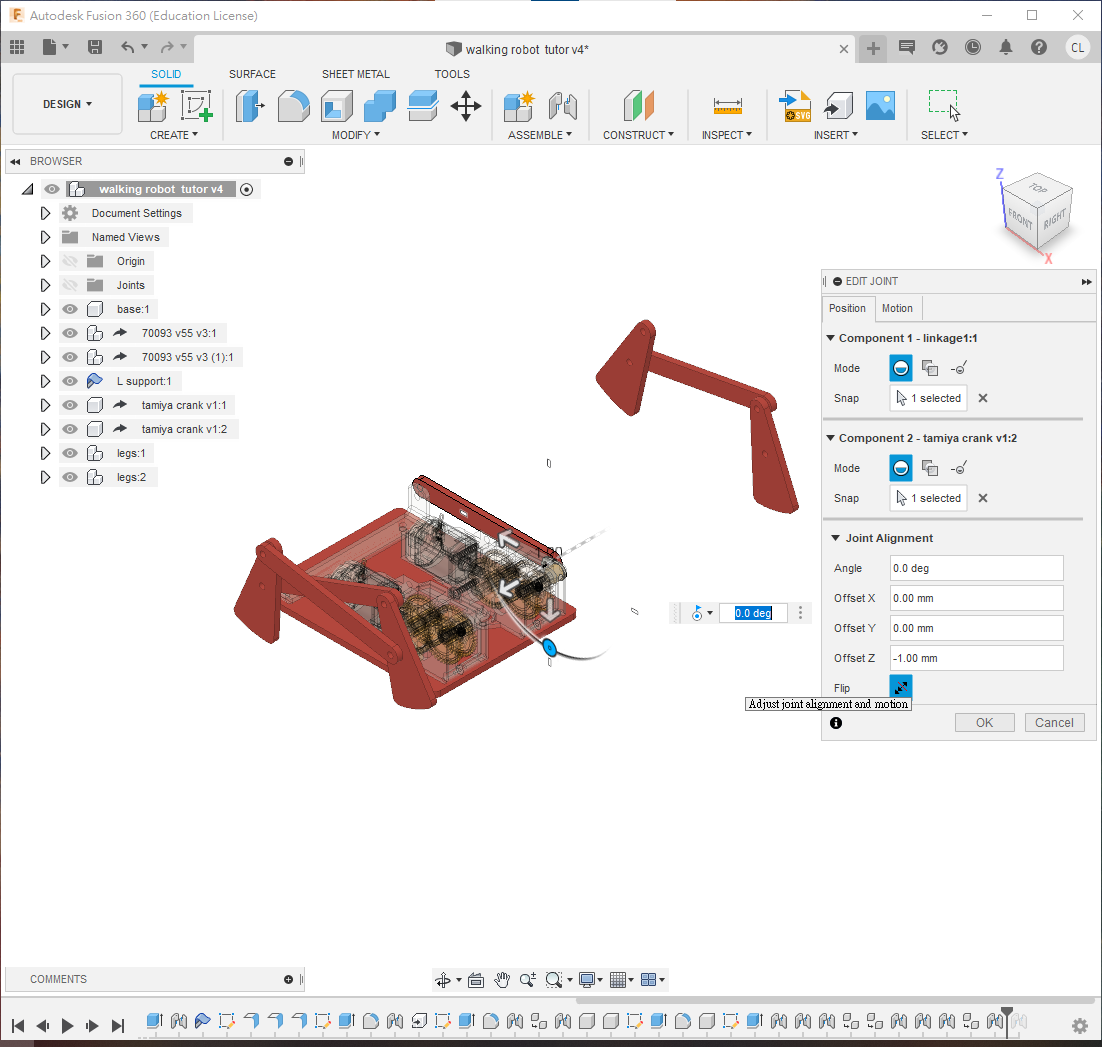 Autodesk Fusion 360 (Education License)
walking robot tutor v4*
CL
DESIGN
SOLID
SURFACE
SHEET METAL
TOOLS
CREATE
MODIFY
ASSEMBLE
CONSTRUCT
INSPECT
SVG
INSERT
SELECT
BROWSER
walking robot tutor v4
Document Settings
Named Views
Origin
Joints
base:1
70093 v55 v3:1
70093 v55 v3 (1):1
L support:1
tamiya crank v1:1
tamiya crank v1:2
legs:1
legs:2
Z
TOP
FRONT
RIGHT
X
EDIT JOINT
Position
Motion
Component 1 - linkage1:1
Mode
Snap
1 selected
Component 2 - tamiya crank v1:2
Mode
Snap
1 selected
Joint Alignment
Angle
0.0 deg
Offset X
0.00 mm
Offset Y
0.00 mm
Offset Z
-1.00 mm
Flip
Adjust joint alignment and motion
OK
Cancel
0.0 deg
COMMENTS